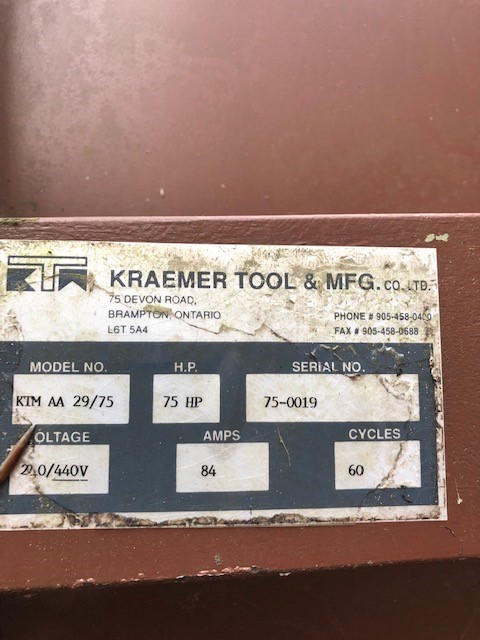 KTM
KRAEMER TOOL & MFG. CO. LTD.
75 DEVON ROAD,
BRAMPTON, ONTARIO
L6T 5A4
PHONE # 905-458-0400
FAX # 905-458-0688
MODEL NO. H.P. SERIAL NO.
KTM AA 29/75 75 HP 75-0019
OLTAGE AMPS CYCLES
/440V 84 60